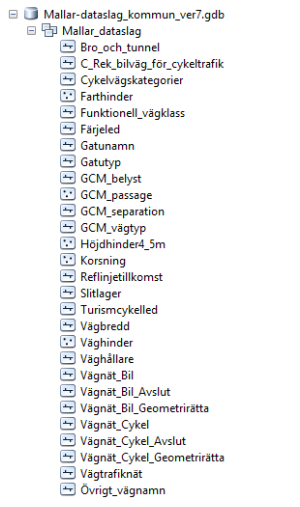 Mallar-dataslag_kommun_ver7.gdb
Mallar_dataslag
Bro_och_tunnel
C_Rek_bilväg_för_cykeltrafik
Cykelvägskategorier
Farthinder
Funktionell_vägklass
Färjeled
Gatunamn
Gatutyp
GCM_belyst
GCM_passage
GCM_separation
GCM_vägtyp
Höjdhinder4_5m
Korsning
Reflinjetillkomst
Slitlager
Turismcykelled
Vägbredd
Väghinder
Väghållare
Vägnät_Bil
Vägnät_Bil_Avslut
Vägnät_Bil_Geometrirätta
Vägnät_Cykel
Vägnät_Cykel_Avslut
Vägnät_Cykel_Geometrirätta
Vägtrafiknät
Övrigt_vägnamn